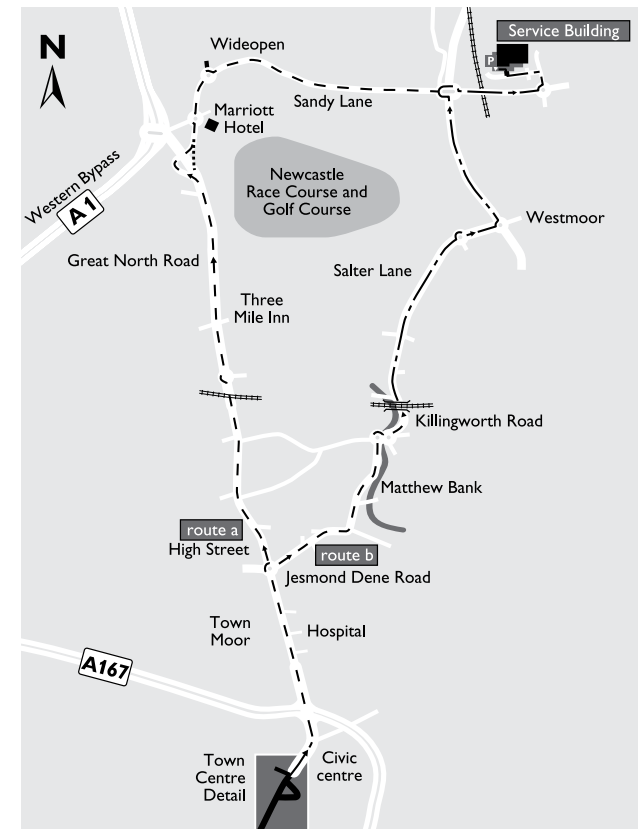 Service Building
N
Wideopen
P
Sandy Lane
Marriott
Hotel
Western Bypass
A1
Newcastle
Race Course and
Golf Course
Westmoor
Great North Road
Salter Lane
Three
Mile Inn
Killingworth Road
Matthew Bank
route a
High Street
route b
Jesmond Dene Road
Town
Moor
Hospital
A167
Town
Centre
Detail
Civic
centre